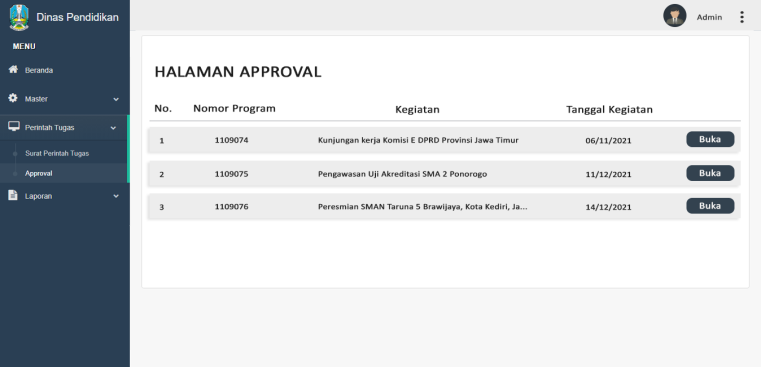 Dinas Pendidikan
Admin
MENU
Beranda
Master
Perintah Tugas
Surat Perintah Tugas
Approval
Laporan
HALAMAN APPROVAL
No. Nomor Program Kegiatan Tanggal Kegiatan
1 1109074 Kunjungan kerja Komisi E DPRD Provinsi Jawa Timur 06/11/2021 Buka
2 1109075 Pengawasan Uji Akreditasi SMA 2 Ponorogo 11/12/2021 Buka
3 1109076 Peresmian SMAN Taruna 5 Brawijaya, Kota Kediri, Ja... 14/12/2021 Buka